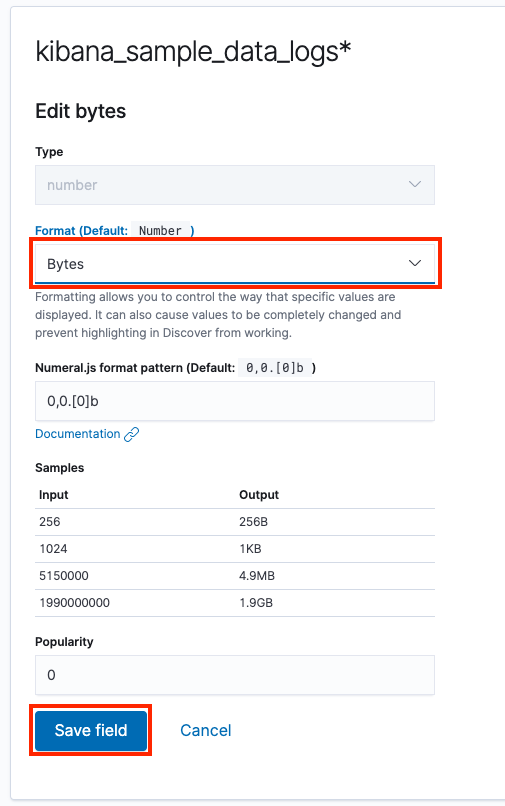 kibana_sample_data_logs*
Edit bytes
Type
number
Format (Default: Number )
Bytes
Formatting allows you to control the way that specific values are
displayed. It can also cause values to be completely changed and
prevent highlighting in Discover from working.
Numeral.js format pattern (Default: 0,0.[0]b )
0,0.[0]b
Documentation
Samples
Input Output
256 256B
1024 1KB
5150000 4.9MB
1990000000 1.9GB
Popularity
0
Save field Cancel